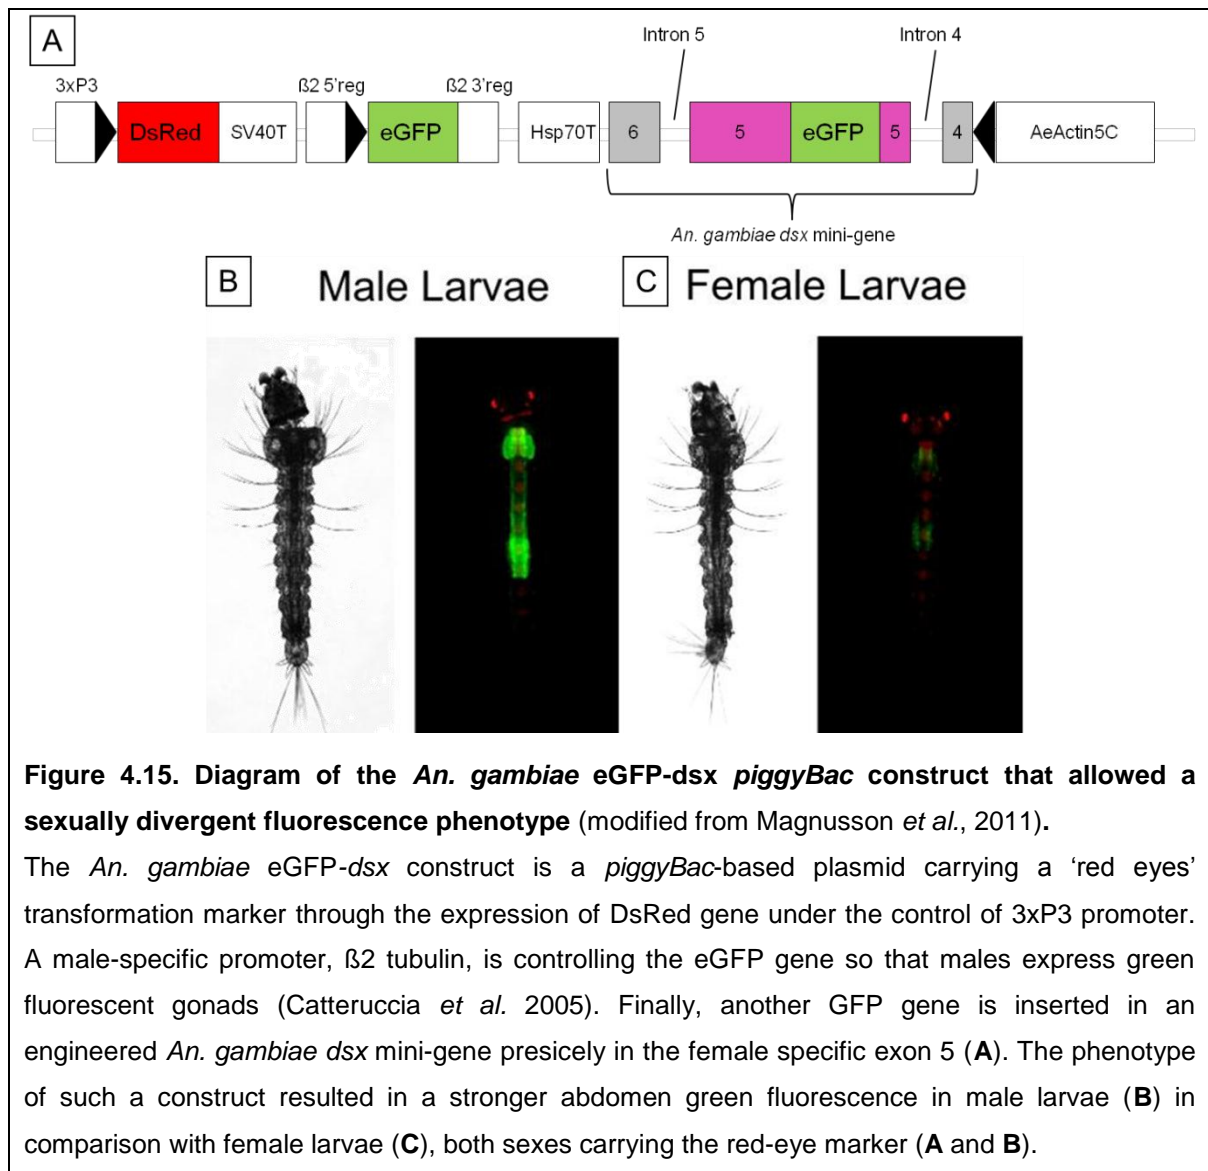 A
Intron 5
Intron 4
3xP3
ß2 5'reg
ß2 3'reg
DsRed
SV40T
eGFP
Hsp70T
6
5
eGFP
5
4
AeActin5C
An. gambiae dsx mini-gene
B
Male Larvae
C
Female Larvae
Figure 4.15. Diagram of the An. gambiae eGFP-dsx piggyBac construct that allowed a
sexually divergent fluorescence phenotype (modified from Magnusson et al., 2011).
The An. gambiae eGFP-dsx construct is a piggyBac-based plasmid carrying a 'red eyes'
transformation marker through the expression of DsRed gene under the control of 3xP3 promoter.
A male-specific promoter, ß2 tubulin, is controlling the eGFP gene so that males express green
fluorescent gonads (Catteruccia et al. 2005). Finally, another GFP gene is inserted in an
engineered An. gambiae dsx mini-gene presicely in the female specific exon 5 (A). The phenotype
of such a construct resulted in a stronger abdomen green fluorescence in male larvae (B) in
comparison with female larvae (C), both sexes carrying the red-eye marker (A and B).